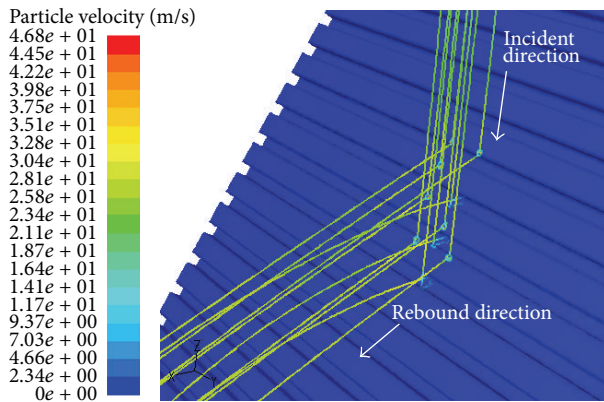 Particle velocity (m/s)
4.68e + 01
4.45e + 01
4.22e + 01
3.98e + 01
3.75e + 01
3.51e + 01
3.28e + 01
3.04e + 01
2.81e + 01
2.58e + 01
2.34e + 01
2.11e + 01
1.87e + 01
1.64e + 01
1.41e + 01
1.17e + 01
9.37e + 00
7.03e + 00
4.66e + 00
2.34e + 00
0e + 00
Incident
direction
Rebound direction
Z
X
Y